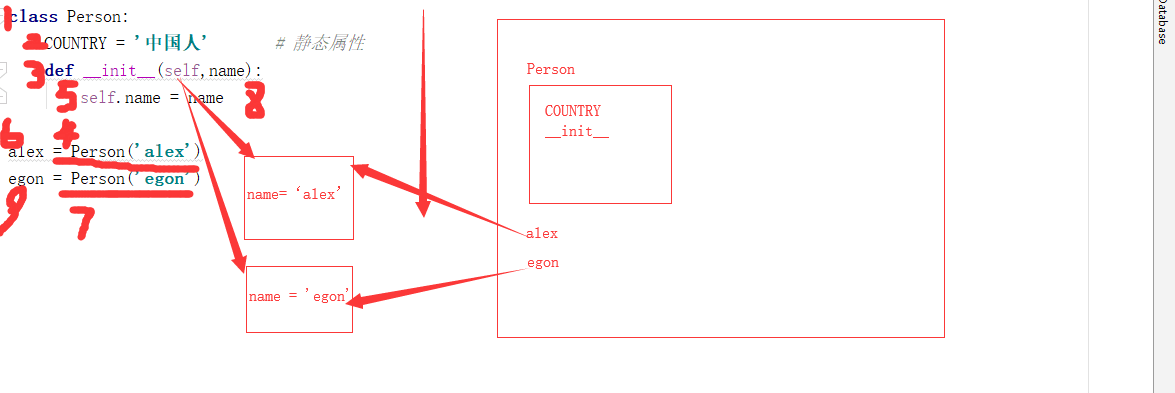 1 class Person:
2 COUNTRY = '中国人' # 静态属性
3 def __init__(self,name):
5 self.name = name 8
6 4
alex = Person('alex')
egon = Person('egon')
9 7
name= ‘alex’
name = 'egon'
Person
COUNTRY
__init__
alex
egon
Database